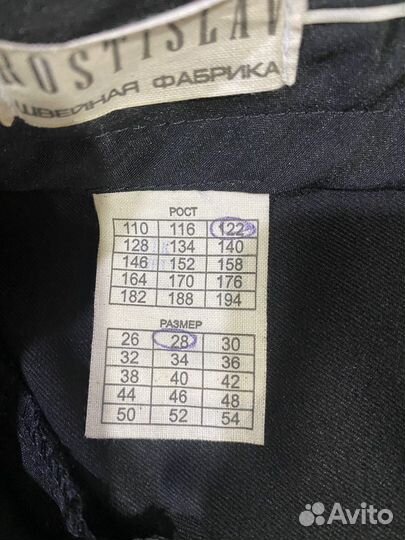 ROSTISLAV
ШВЕЙНАЯ ФАБРИКА
РОСТ
110 116 122
128 134 140
146 152 158
164 170 176
182 188 194
РАЗМЕР
26 28 30
32 34 36
38 40 42
44 46 48
50 52 54
Avito